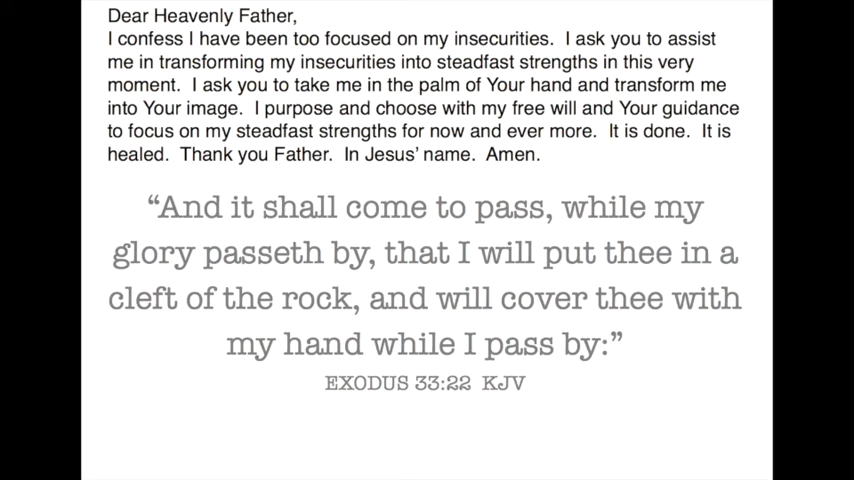 Dear Heavenly Father,
I confess I have been too focused on my insecurities.  I ask you to assist
me in transforming my insecurities into steadfast strengths in this very
moment.  I ask you to take me in the palm of Your hand and transform me
into Your image.  I purpose and choose with my free will and Your guidance
to focus on my steadfast strengths for now and ever more.  It is done.  It is
healed.  Thank you Father.  In Jesus’ name.  Amen.
“And it shall come to pass, while my
glory passeth by, that I will put thee in a
cleft of the rock, and will cover thee with
my hand while I pass by:”
EXODUS 33:22  KJV